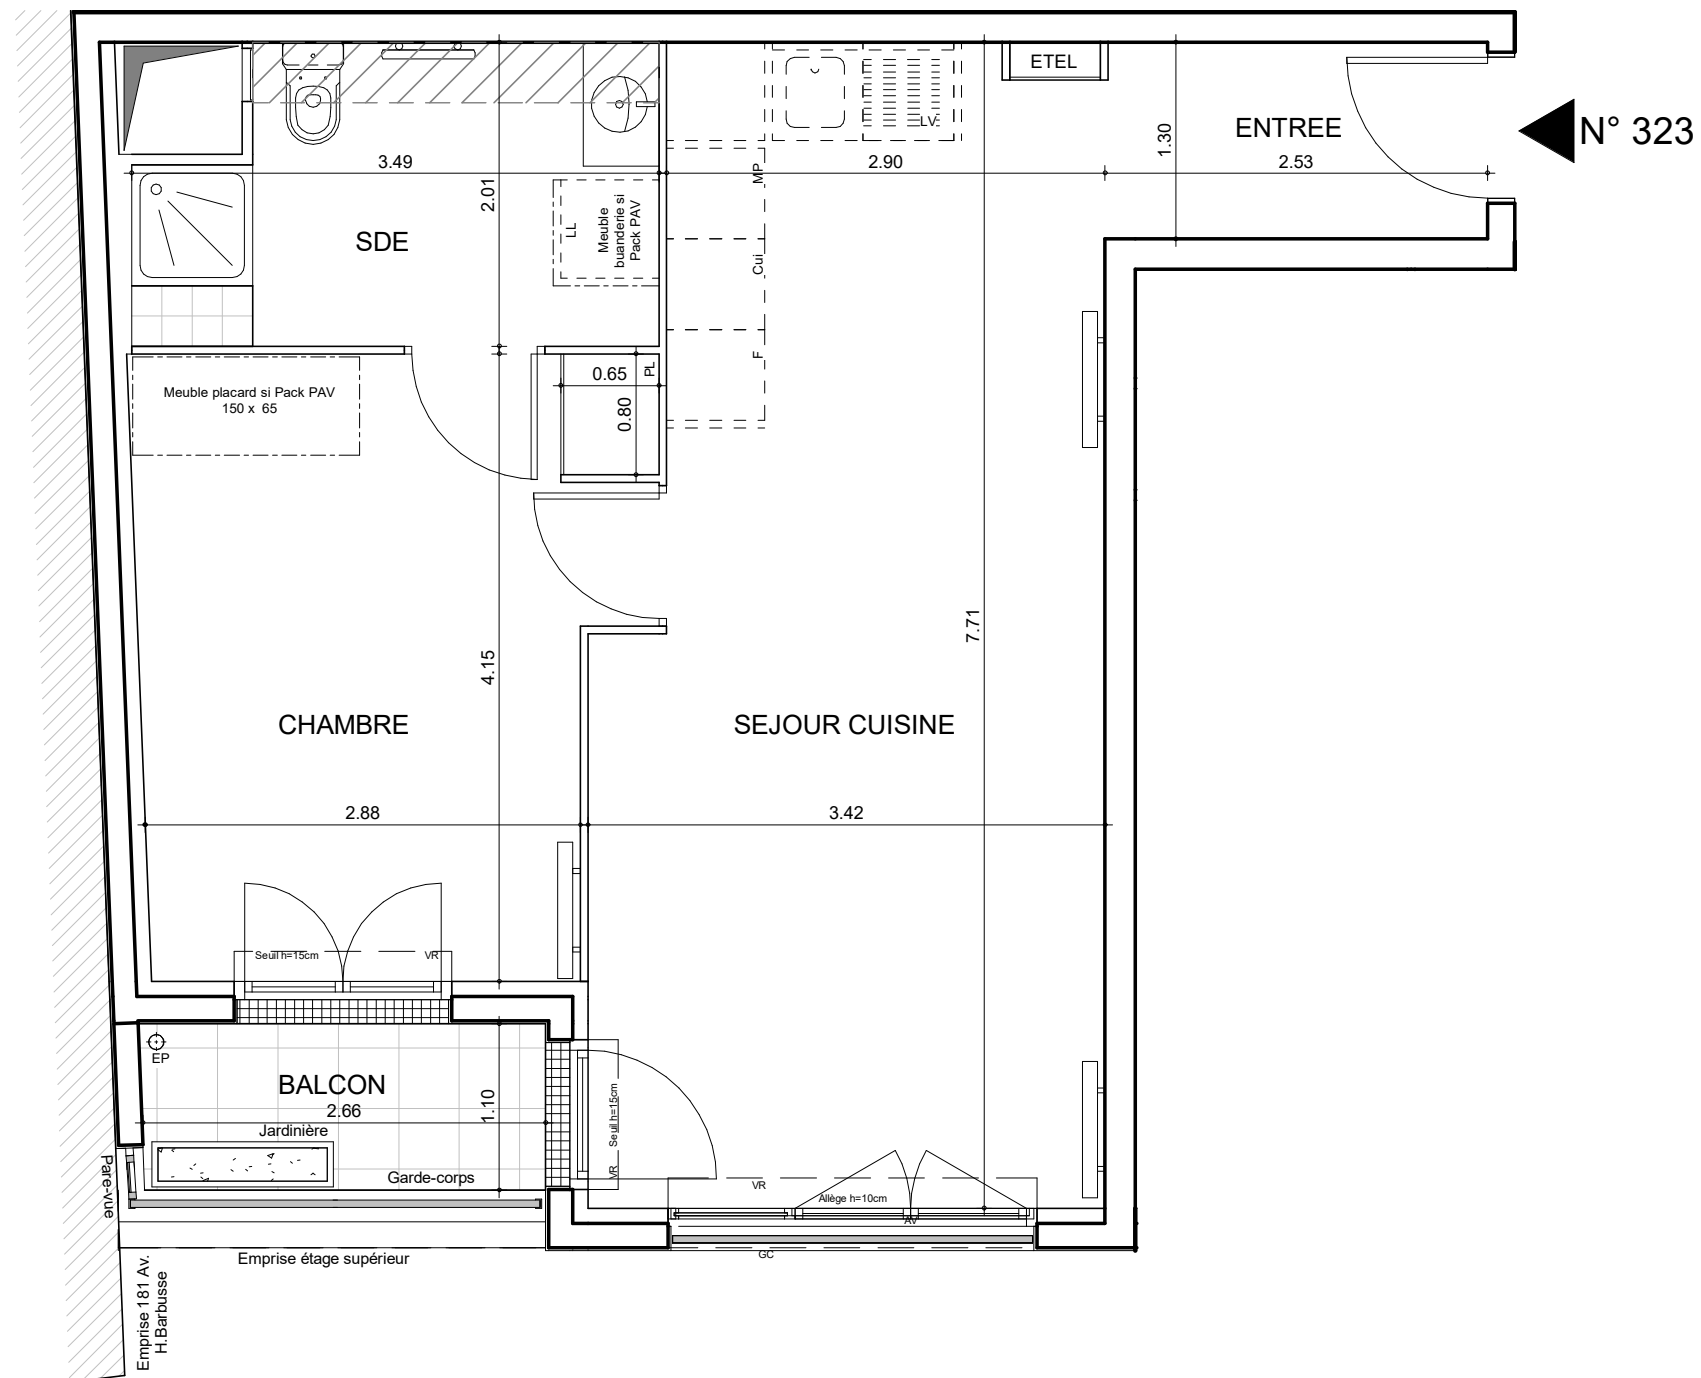 ETEL
ENTREE
N° 323
LV
3.49
2.90
1.30
2.53
2.01
MP
LL
Meuble
buanderie si
Pack PAV
SDE
Cui
F
PL
0.65
0.80
Meuble placard si Pack PAV
150 x 65
7.71
4.15
CHAMBRE
SEJOUR CUISINE
2.88
3.42
Seuil h=15cm
VR
EP
BALCON
2.66
1.10
Jardinière
Garde-corps
Seuil h=15cm
VR
VR
Allège h=10cm
AV
GC
Pare-vue
Emprise étage supérieur
Emprise 181 Av.
H.Barbusse